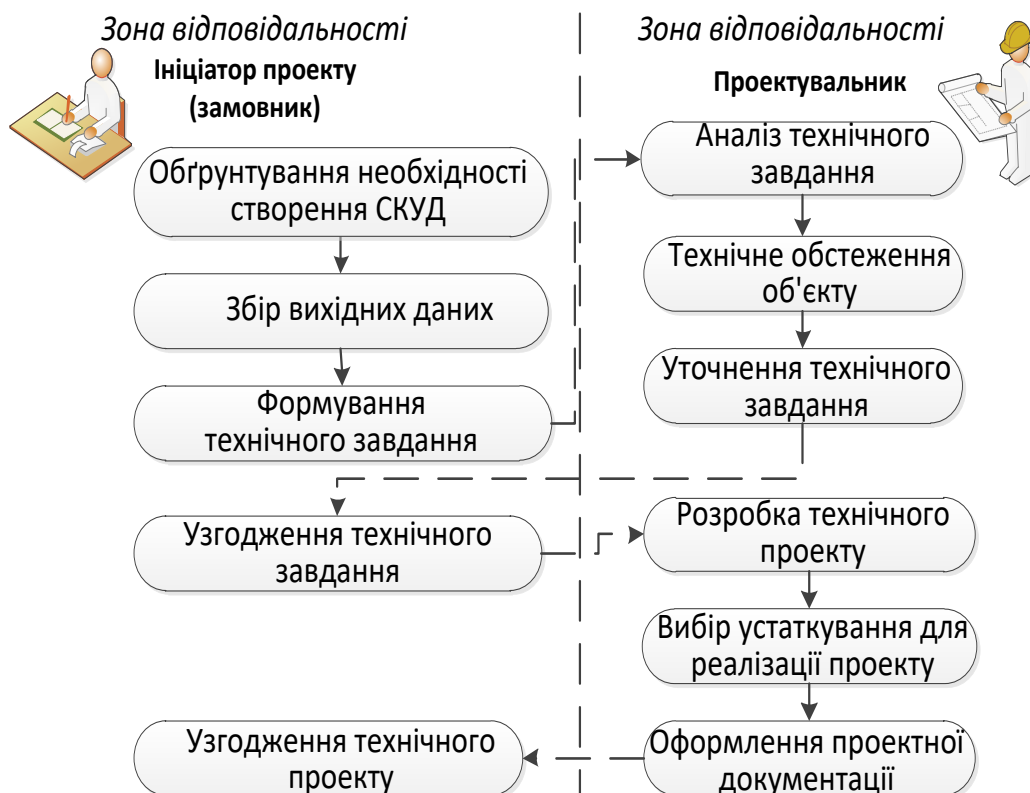 Зона відповідальності
Ініціатор проекту
(замовник)
Обґрунтування необхідності
створення СКУД
Збір вихідних даних
Формування
технічного завдання
Узгодження технічного
завдання
Узгодження технічного
проекту
Зона відповідальності
Проектувальник
Аналіз технічного
завдання
Технічне обстеження
об'єкту
Уточнення технічного
завдання
Розробка технічного
проекту
Вибір устаткування для
реалізації проекту
Оформлення проектної
документації